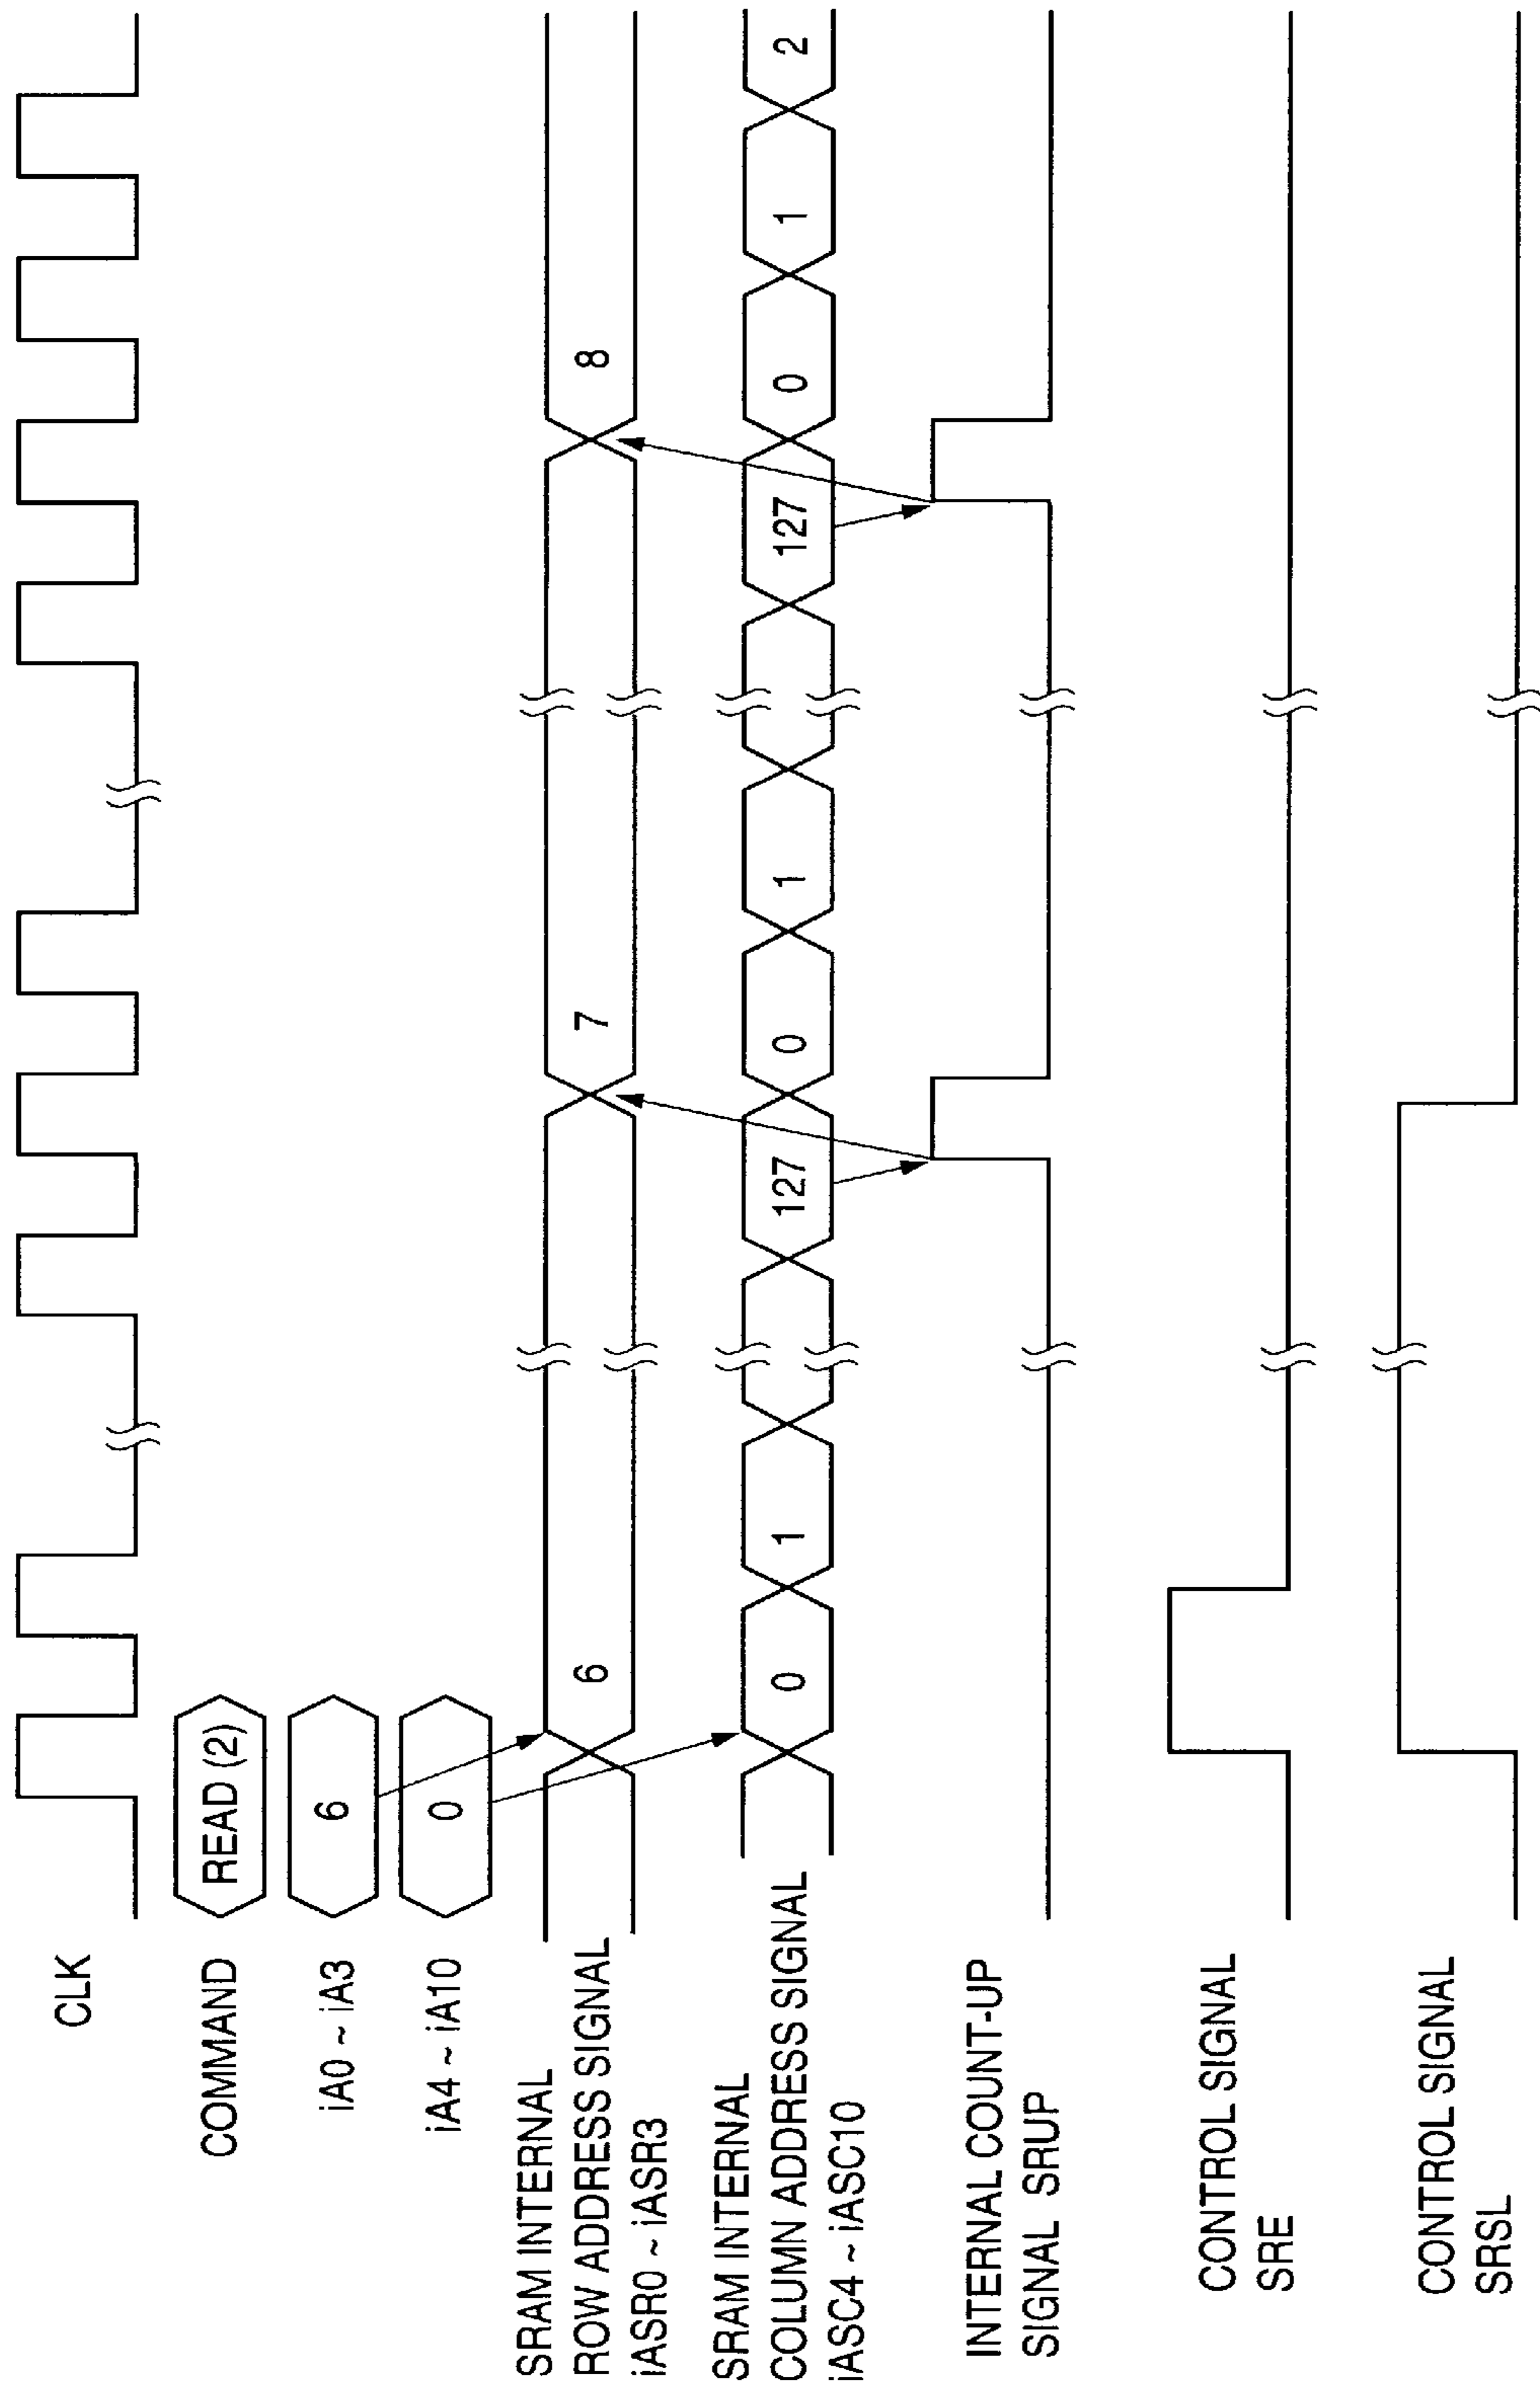 CLK
COMMAND
READ (2)
iA0 ~ iA3
6
iA4 ~ iA10
0
SRAM INTERNAL
ROW ADDRESS SIGNAL
iASR0 ~ iASR3
6
7
8
SRAM INTERNAL
COLUMN ADDRESS SIGNAL
iASC4 ~ iASC10
0
1
127
0
1
127
0
1
2
INTERNAL COUNT-UP
SIGNAL SRUP
CONTROL SIGNAL
SRE
CONTROL SIGNAL
SRSL